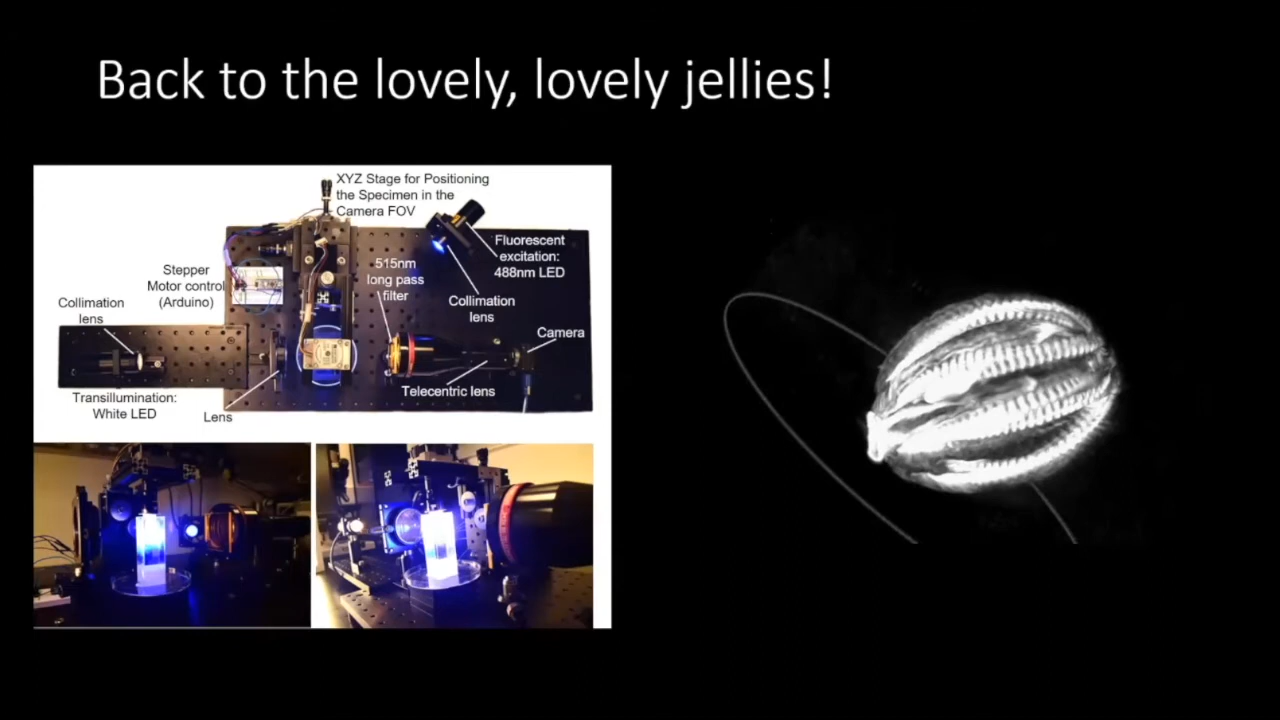 Back to the lovely, lovely jellies!
XYZ Stage for Positioning
the Specimen in the
Camera FOV
Fluorescent
excitation:
488nm LED
515nm
long pass
filter
Stepper
Motor control
(Arduino)
Collimation
lens
Collimation
lens
Camera
Telecentric lens
Transillumination:
White LED
Lens